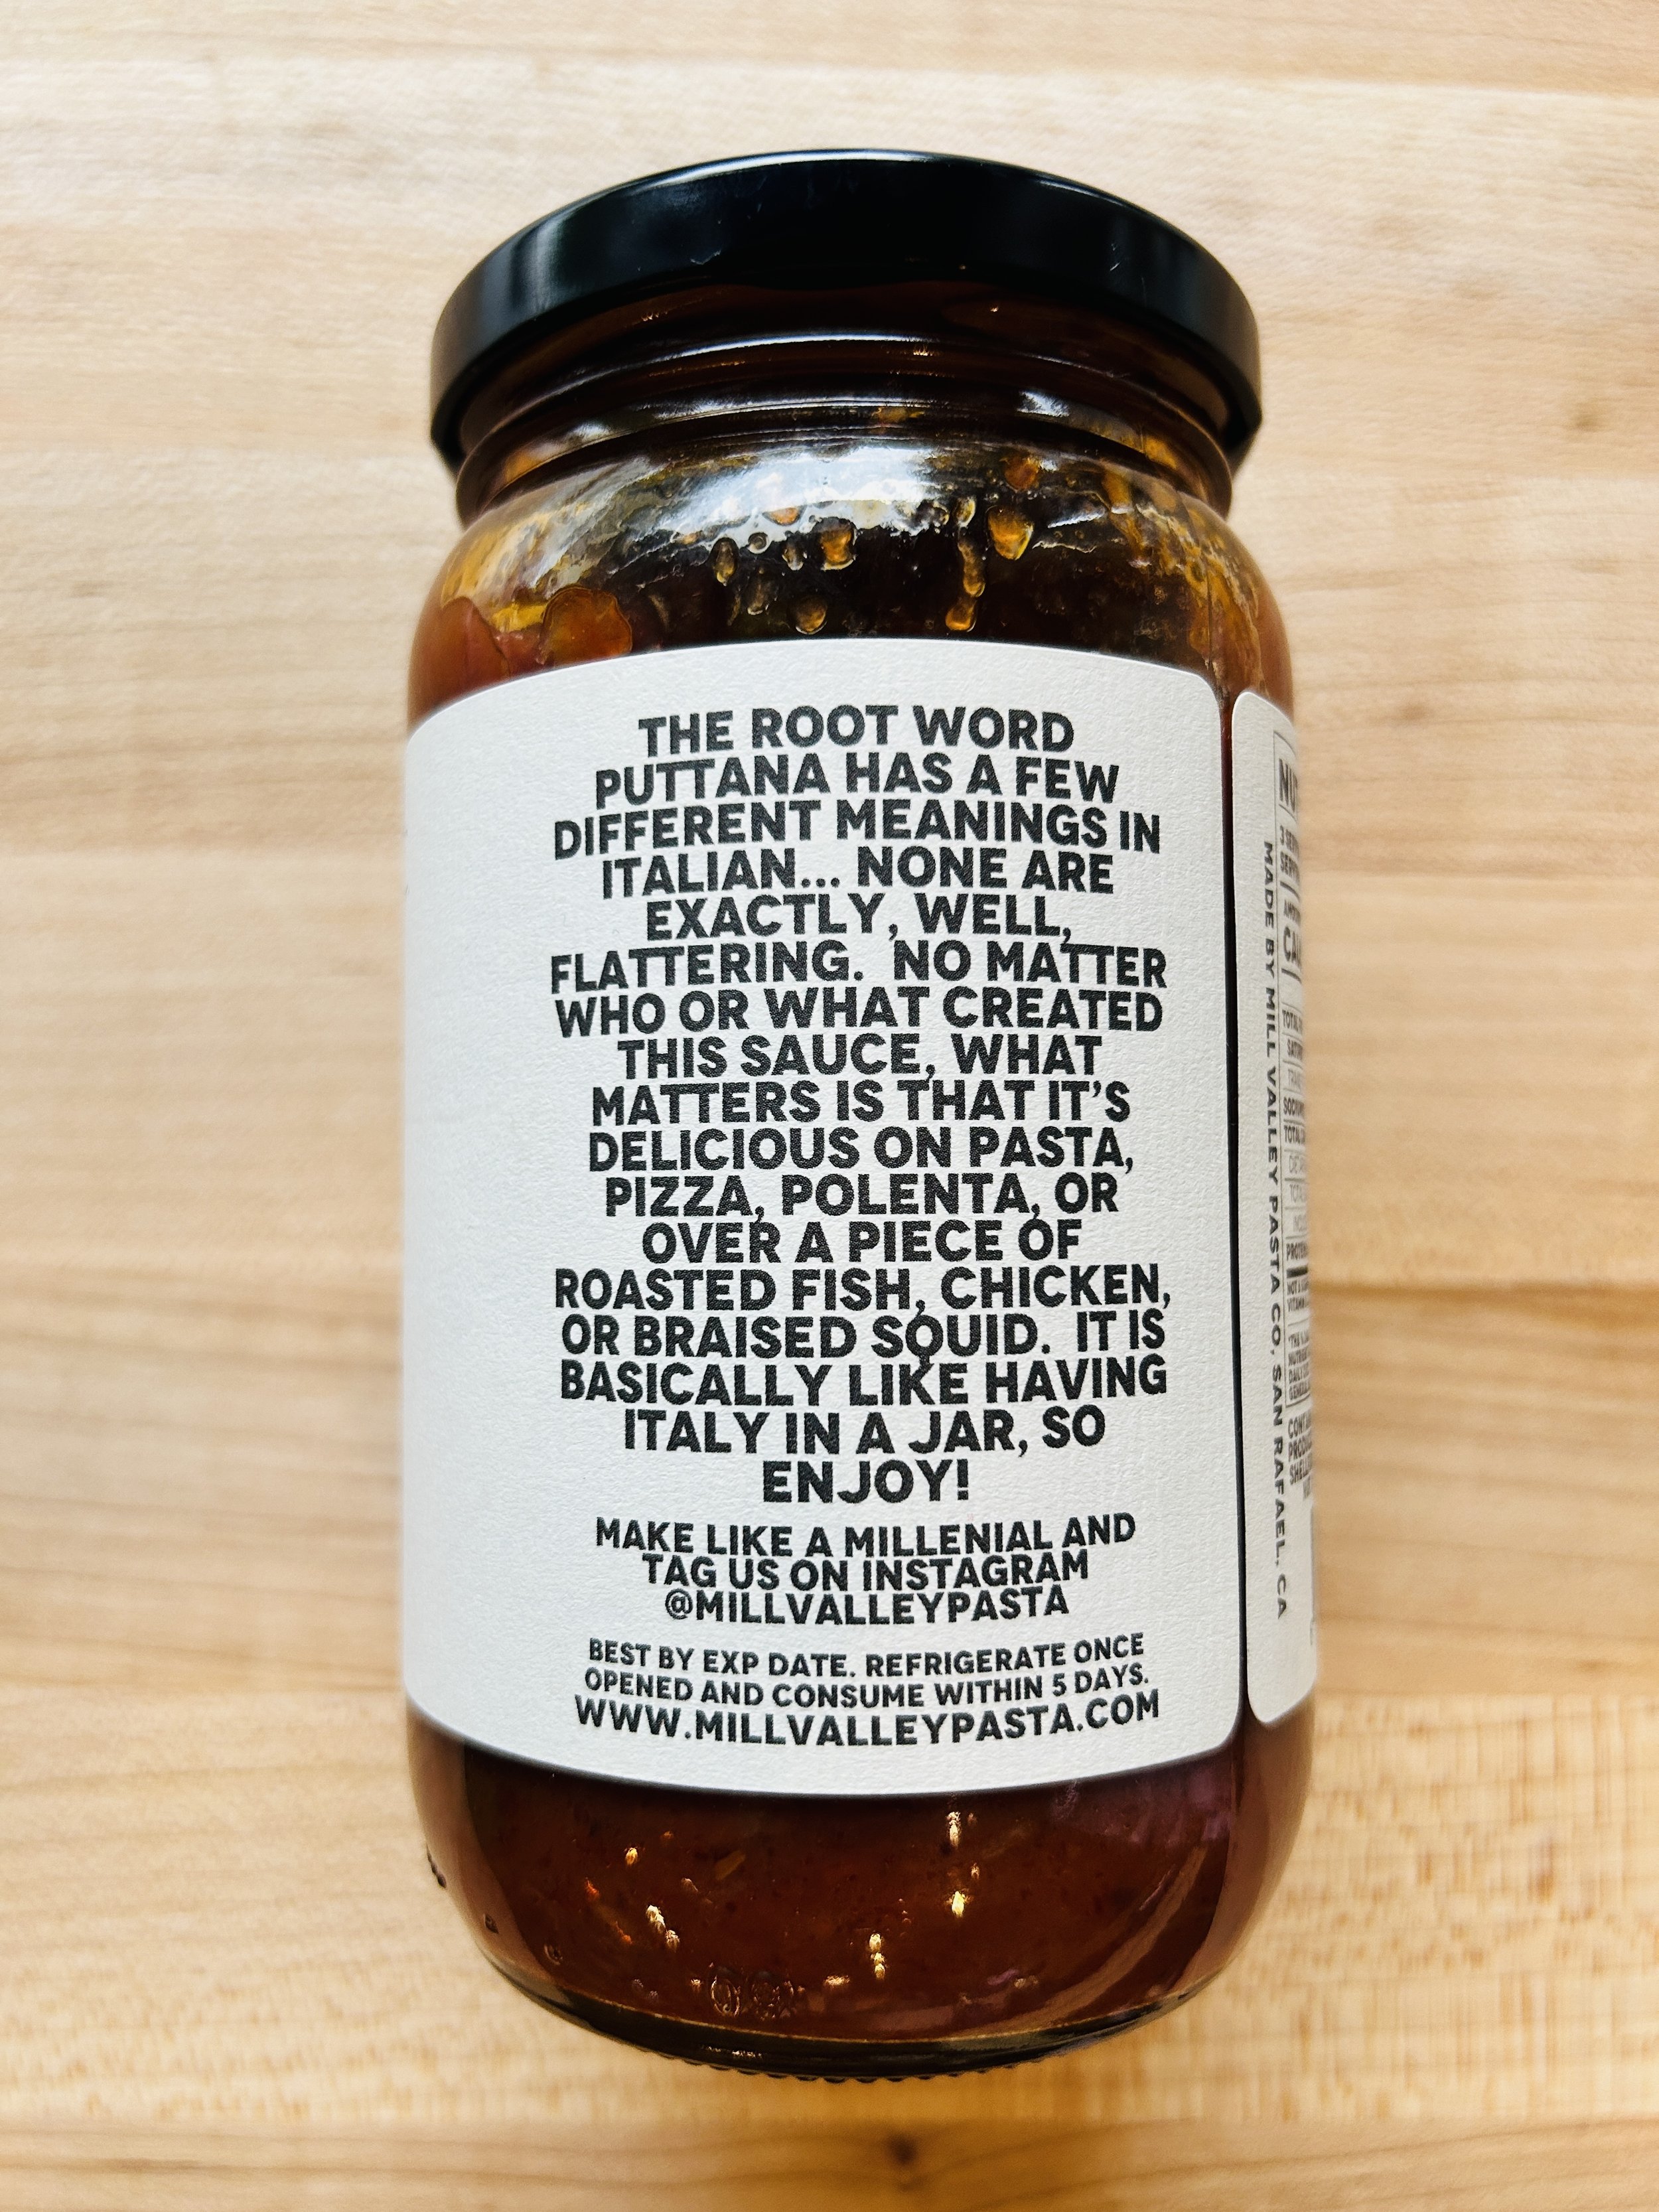 THE ROOT WORD
PUTTANA HAS A FEW
DIFFERENT MEANINGS IN
ITALIAN... NONE ARE
EXACTLY, WELL,
FLATTERING. NO MATTER
WHO OR WHAT CREATED
THIS SAUCE, WHAT
MATTERS IS THAT IT'S
DELICIOUS ON PASTA,
PIZZA, POLENTA, OR
OVER A PIECE OF
ROASTED FISH, CHICKEN,
OR BRAISED SQUID. IT IS
BASICALLY LIKE HAVING
ITALY IN A JAR, SO
ENJOY!
MAKE LIKE A MILLENIAL AND
TAG US ON INSTAGRAM
@MILLVALLEYPASTA
BEST BY EXP DATE. REFRIGERATE ONCE
OPENED AND CONSUME WITHIN 5 DAYS.
WWW.MILLVALLEYPASTA.COM
MADE BY MILL VALLEY PASTA CO, SAN RAFAEL, CA